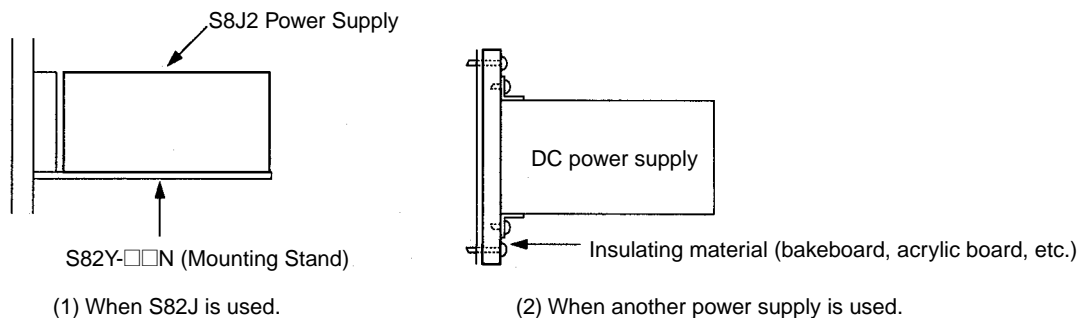 S8J2 Power Supply
DC power supply
S82Y-□□N (Mounting Stand)
Insulating material (bakeboard, acrylic board, etc.)
(1) When S82J is used.
(2) When another power supply is used.